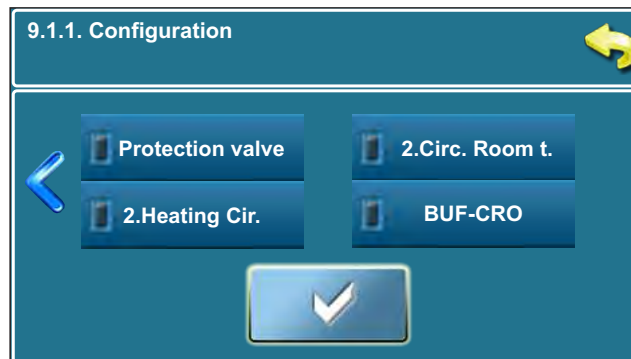 9.1.1. Configuration
Protection valve
2.Circ. Room t.
2.Heating Cir.
BUF-CRO